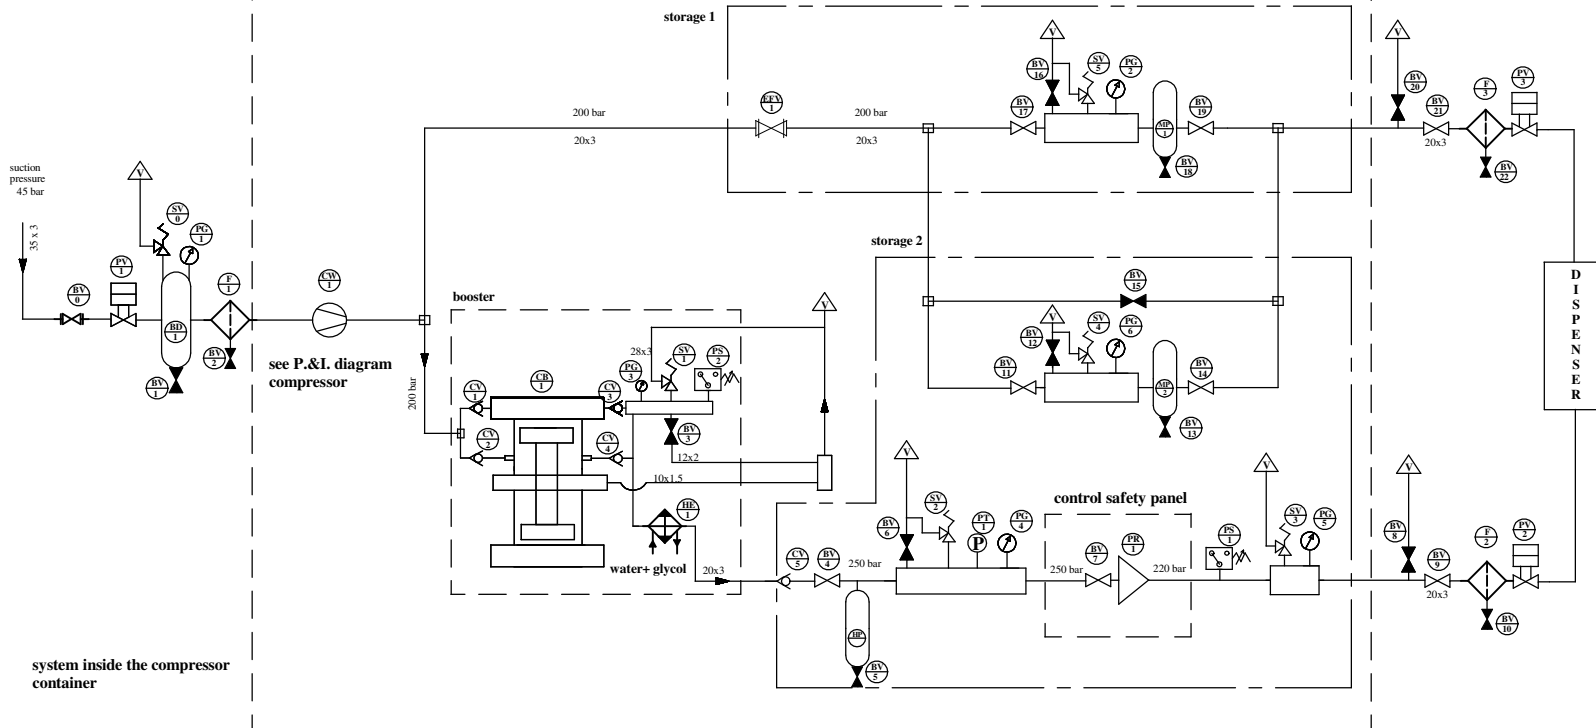 storage 1
V
V
BV
16
SV
5
PG
2
BV
20
F
3
PV
3
EFV
1
200 bar
200 bar
BV
17
BV
19
BV
21
20x3
20x3
MP
1
20x3
BV
18
BV
22
suction
pressure
45 bar
V
SV
0
PG
1
35 x 3
storage 2
PV
1
F
1
CW
1
BV
15
BV
0
booster
V
V
BV
12
SV
4
PG
6
D
I
S
P
E
N
S
E
R
BD
1
BV
2
BV
1
see P.&I. diagram
compressor
200 bar
28x3
PG
3
SV
1
PS
2
BV
11
BV
14
MP
2
BV
13
CV
1
CB
1
CV
3
CV
2
CV
4
BV
3
12x2
10x1.5
V
V
V
control safety panel
HE
1
water+ glycol
20x3
CV
5
BV
4
250 bar
BV
6
SV
2
PT
1
P
PG
4
250 bar
BV
7
PR
1
220 bar
PS
1
SV
3
PG
5
BV
8
BV
9
20x3
F
2
PV
2
BV
10
HP
BV
5
system inside the compressor
container